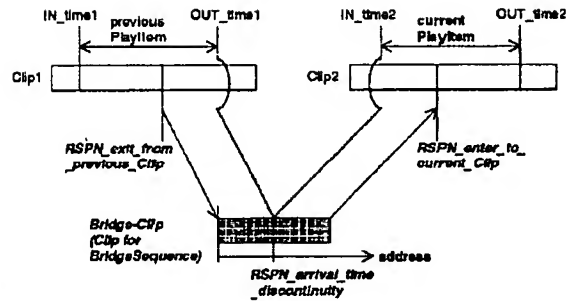 IN_time1
previous
PlayItem
OUT_time1
IN_time2
current
PlayItem
OUT_time2
Clip1
Clip2
RSPN_exit_from
_previous_Clip
RSPN_enter_to_
current_Clip
Bridge-Clip
(Clip for
BridgeSequence)
address
RSPN_arrival_time
_discontinuity